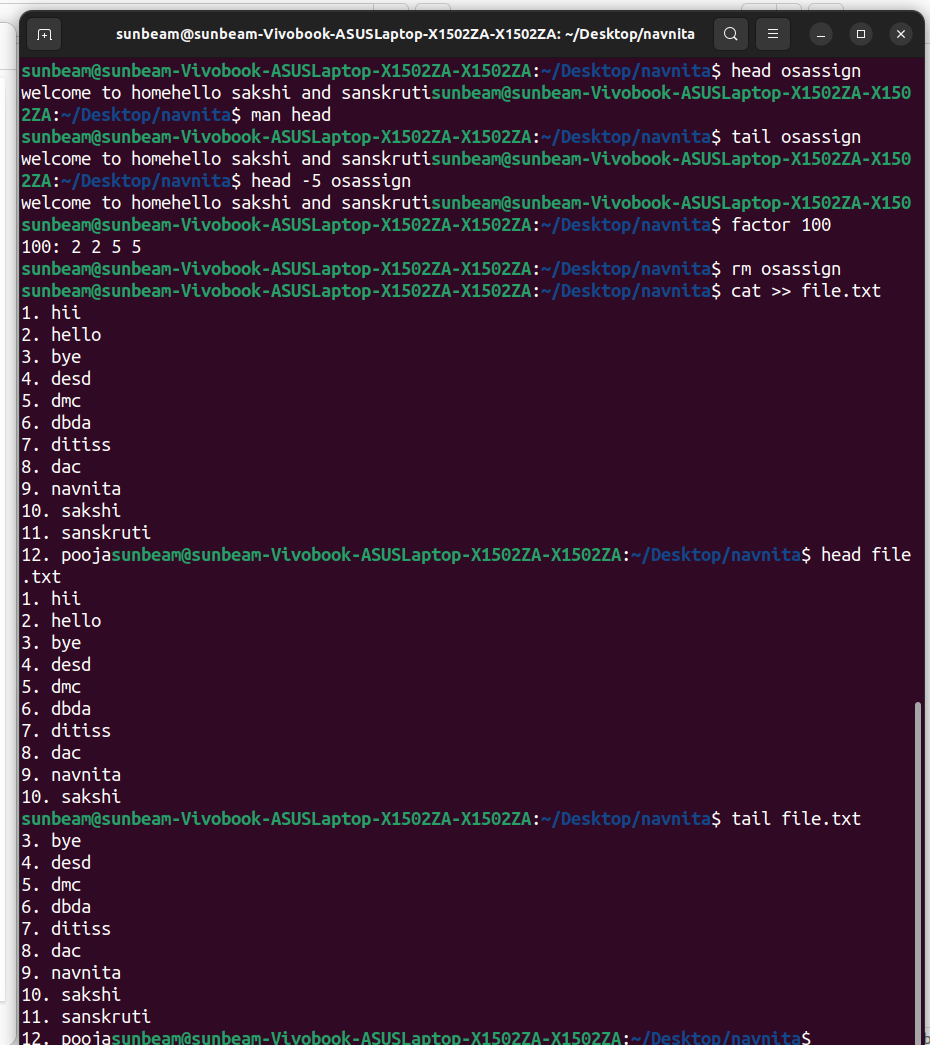 sunbeam@sunbeam-Vivobook-ASUSLaptop-X1502ZA-X1502ZA: ~/Desktop/navnita
sunbeam@sunbeam-Vivobook-ASUSLaptop-X1502ZA-X1502ZA:~/Desktop/navnita$ head osassign
welcome to homehello sakshi and sanskrutisunbeam@sunbeam-Vivobook-ASUSLaptop-X1502ZA-X150
2ZA:~/Desktop/navnita$ man head
sunbeam@sunbeam-Vivobook-ASUSLaptop-X1502ZA-X1502ZA:~/Desktop/navnita$ tail osassign
welcome to homehello sakshi and sanskrutisunbeam@sunbeam-Vivobook-ASUSLaptop-X1502ZA-X150
2ZA:~/Desktop/navnita$ head -5 osassign
welcome to homehello sakshi and sanskrutisunbeam@sunbeam-Vivobook-ASUSLaptop-X1502ZA-X150
sunbeam@sunbeam-Vivobook-ASUSLaptop-X1502ZA-X1502ZA:~/Desktop/navnita$ factor 100
100: 2 2 5 5
sunbeam@sunbeam-Vivobook-ASUSLaptop-X1502ZA-X1502ZA:~/Desktop/navnita$ rm osassign
sunbeam@sunbeam-Vivobook-ASUSLaptop-X1502ZA-X1502ZA:~/Desktop/navnita$ cat >> file.txt
1. hii
2. hello
3. bye
4. desd
5. dmc
6. dbda
7. ditiss
8. dac
9. navnita
10. sakshi
11. sanskruti
12. poojasunbeam@sunbeam-Vivobook-ASUSLaptop-X1502ZA-X1502ZA:~/Desktop/navnita$ head file
.txt
1. hii
2. hello
3. bye
4. desd
5. dmc
6. dbda
7. ditiss
8. dac
9. navnita
10. sakshi
sunbeam@sunbeam-Vivobook-ASUSLaptop-X1502ZA-X1502ZA:~/Desktop/navnita$ tail file.txt
3. bye
4. desd
5. dmc
6. dbda
7. ditiss
8. dac
9. navnita
10. sakshi
11. sanskruti
12. poojasunbeam@sunbeam-Vivobook-ASUSLaptop-X1502ZA-X1502ZA:~/Desktop/navnita$